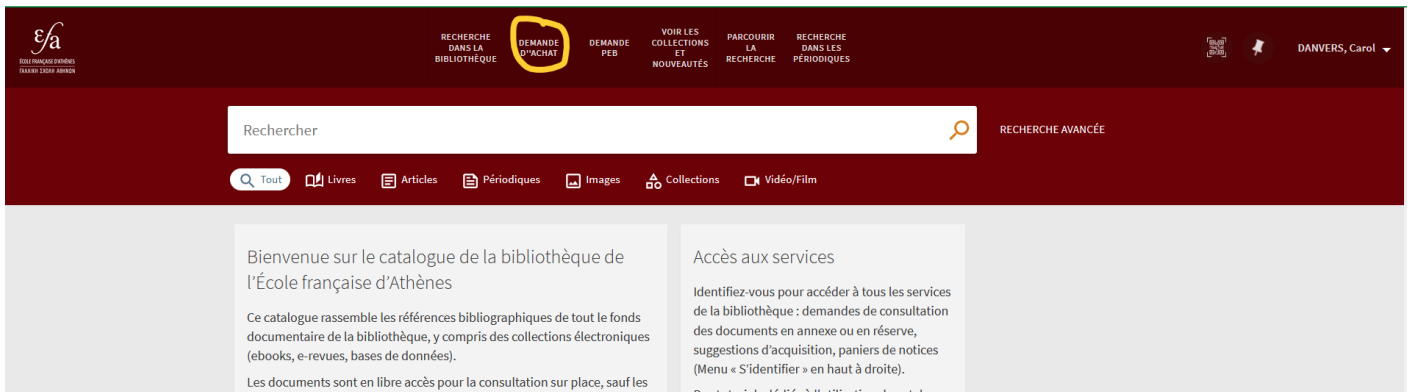 εfa
ÉCOLE FRANÇAISE D'ATHÈNES
ΓΑΛΛΙΚΗ ΣΧΟΛΗ ΑΘΗΝΩΝ
RECHERCHE
DANS LA
BIBLIOTHÈQUE
DEMANDE
D''ACHAT
DEMANDE
PEB
VOIR LES
COLLECTIONS
ET
NOUVEAUTÉS
PARCOURIR
LA
RECHERCHE
RECHERCHE
DANS LES
PÉRIODIQUES
DANVERS, Carol
Rechercher
RECHERCHE AVANCÉE
Tout
Livres
Articles
Périodiques
Images
Collections
Vidéo/Film
Bienvenue sur le catalogue de la bibliothèque de
l'École française d'Athènes
Ce catalogue rassemble les références bibliographiques de tout le fonds
documentaire de la bibliothèque, y compris des collections électroniques
(ebooks, e-revues, bases de données).
Les documents sont en libre accès pour la consultation sur place, sauf les
Accès aux services
Identifiez-vous pour accéder à tous les services
de la bibliothèque : demandes de consultation
des documents en annexe ou en réserve,
suggestions d'acquisition, paniers de notices
(Menu « S'identifier » en haut à droite).